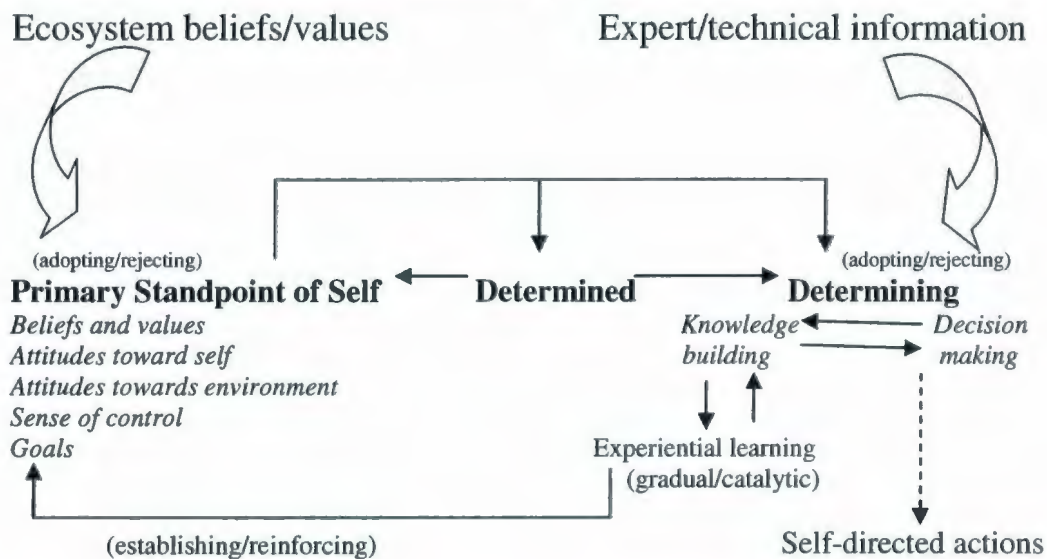 Ecosystem beliefs/values
Expert/technical information
(adopting/rejecting)
(adopting/rejecting)
Primary Standpoint of Self
Determined
Determining
Beliefs and values
Attitudes toward self
Attitudes towards environment
Sense of control
Goals
Knowledge
building
Decision
making
Experiential learning
(gradual/catalytic)
(establishing/reinforcing)
Self-directed actions